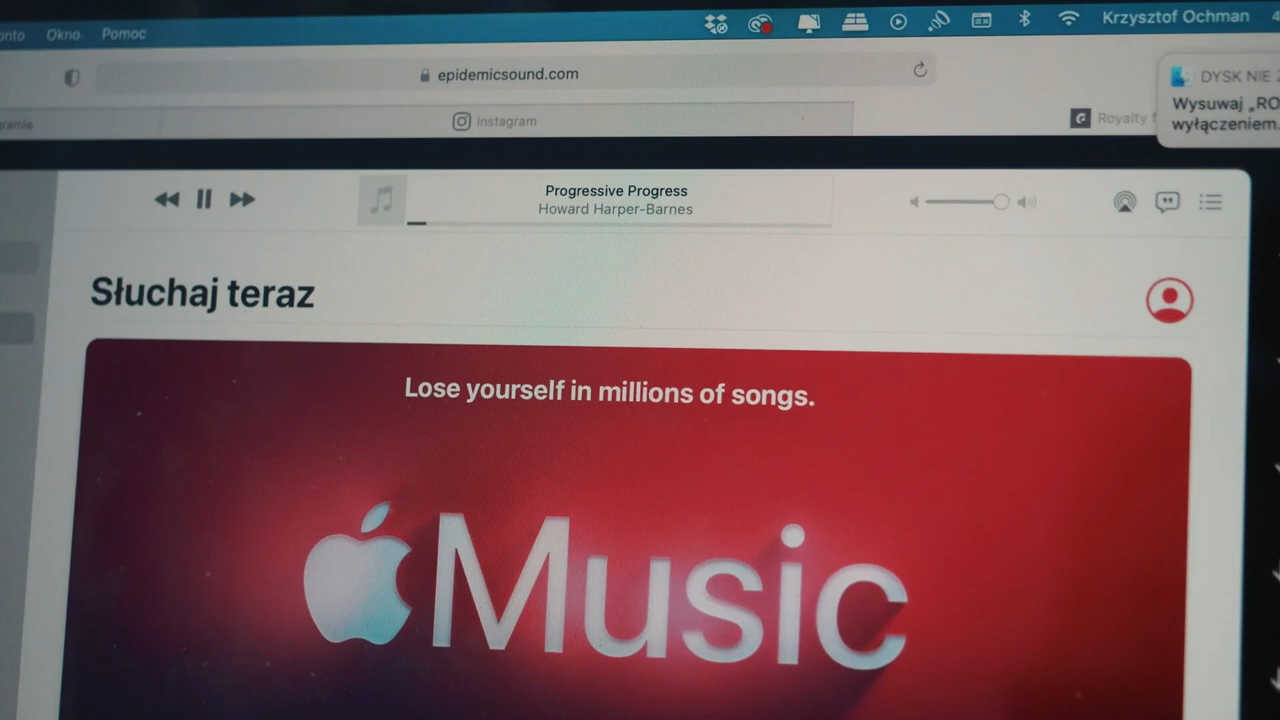 Okno Pomoc
Krzysztof Ochman
epidemicsound.com
DYSK NIE
Wysuwaj „RO
wyłączeniem.
Instagram
Royalty
Progressive Progress
Howard Harper-Barnes
Słuchaj teraz
Lose yourself in millions of songs.
Music